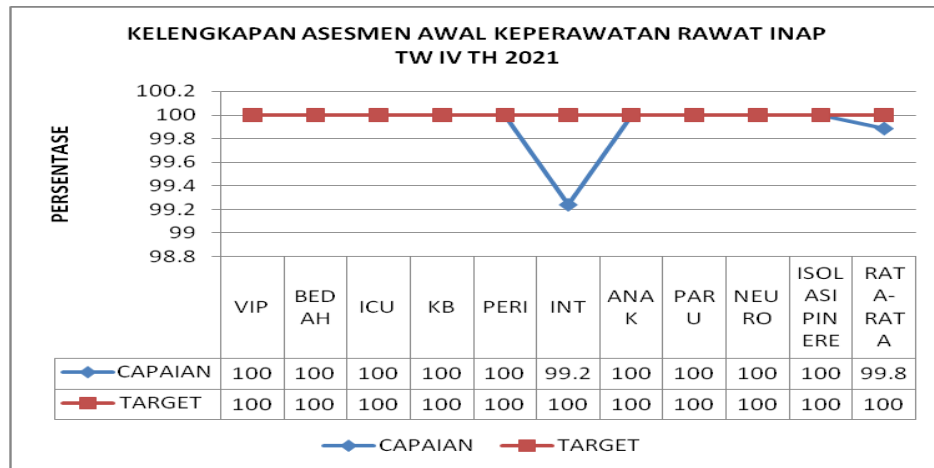 KELENGKAPAN ASESMEN AWAL KEPERAWATAN RAWAT INAP
TW IV TH 2021
PERSENTASE
100.2
100
99.8
99.6
99.4
99.2
99
98.8
VIP BED AH ICU KB PERI INT ANA K PAR U NEU RO ISOL ASI PIN ERE RAT A- RAT A
CAPAIAN 100 100 100 100 100 99.2 100 100 100 100 99.8
TARGET 100 100 100 100 100 100 100 100 100 100 100
CAPAIAN TARGET